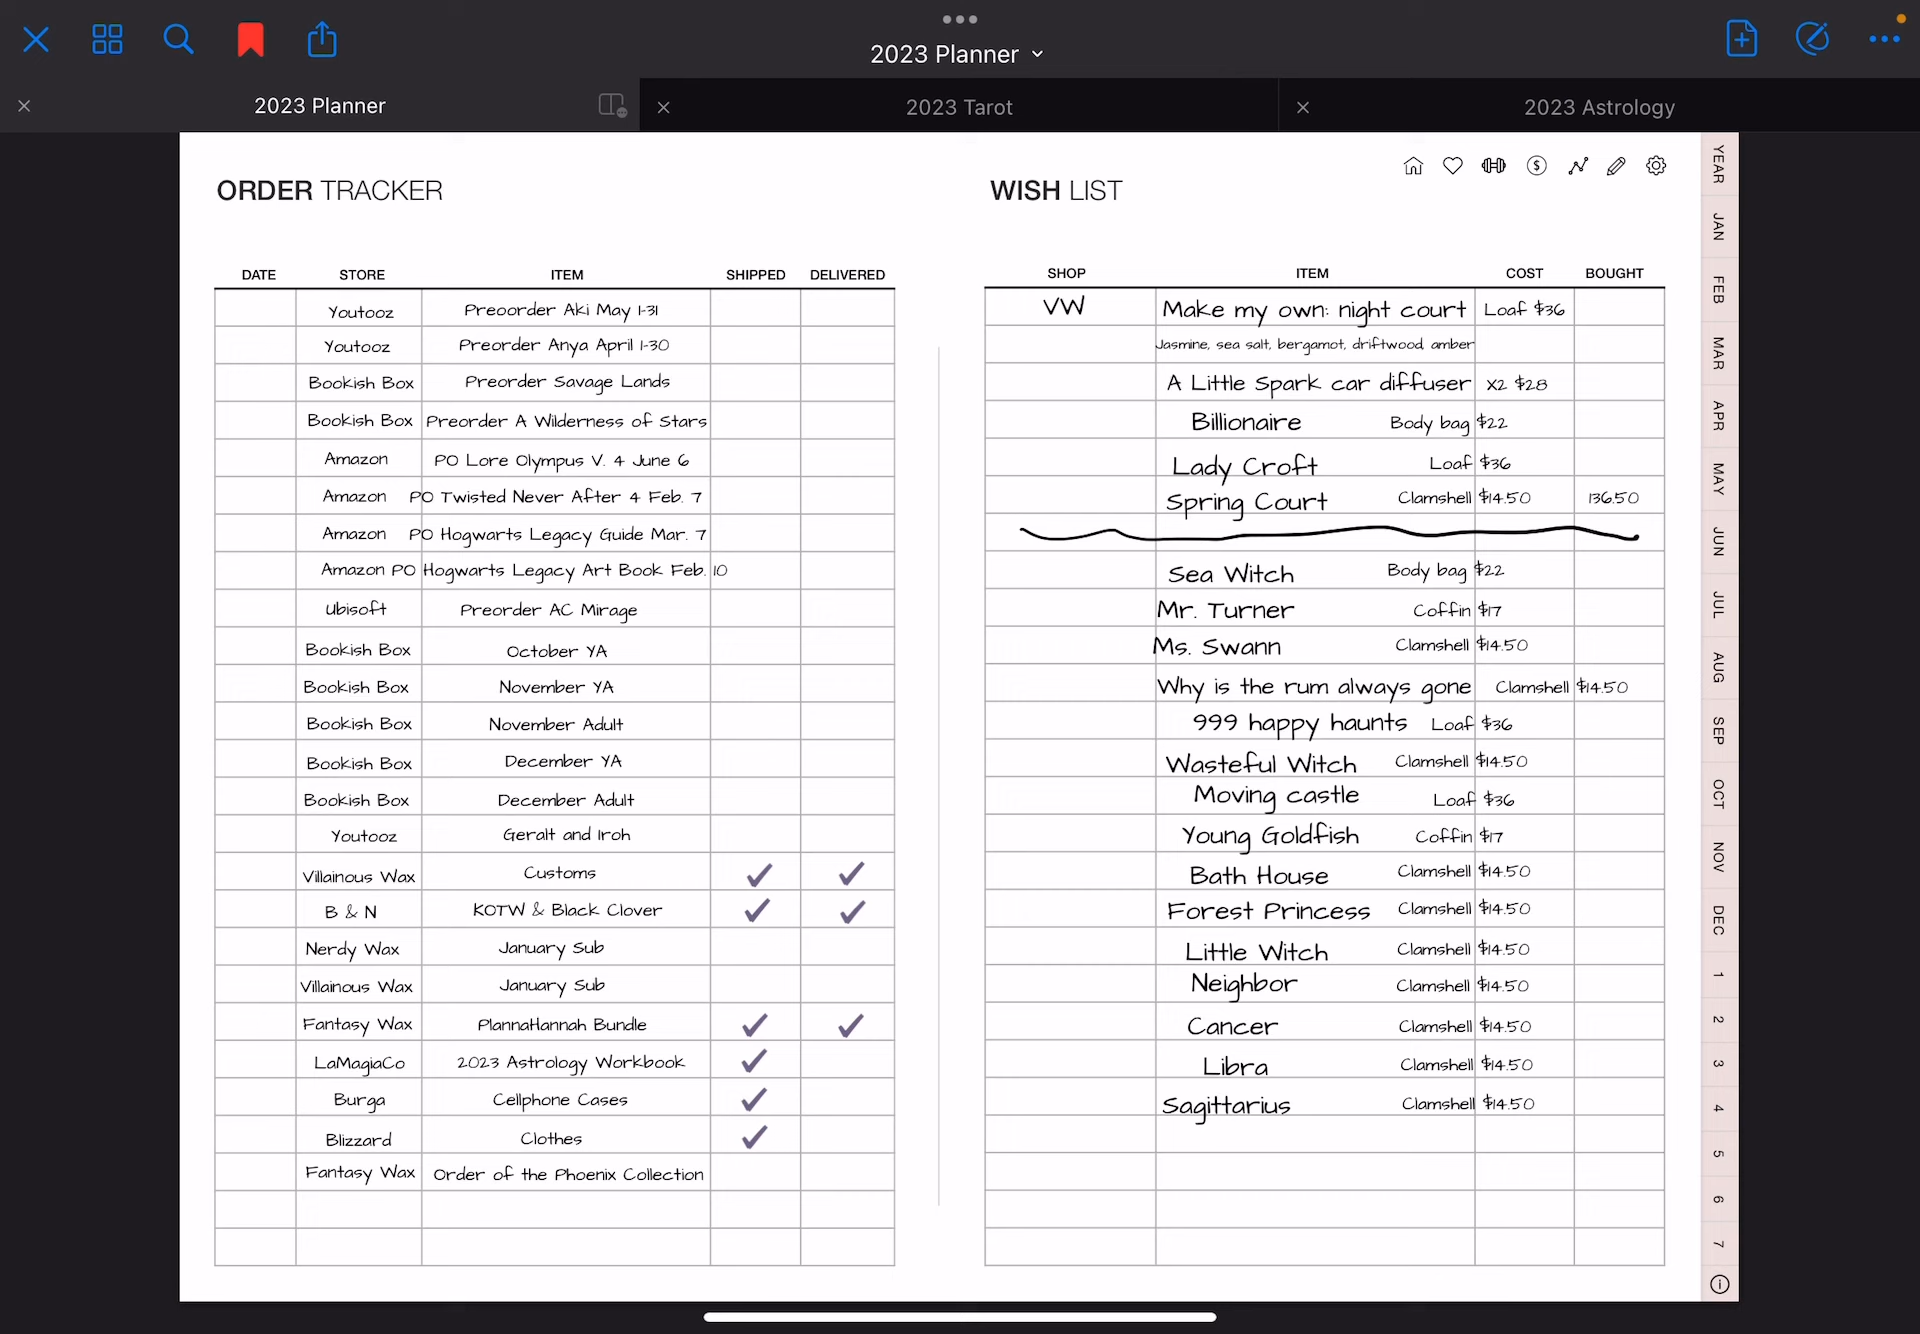 2023 Planner
2023 Planner
2023 Tarot
2023 Astrology
ORDER TRACKER
DATE STORE ITEM SHIPPED DELIVERED
Youtooz Preoorder Aki May 1-31
Youtooz Preorder Anya April 1-30
Bookish Box Preorder Savage Lands
Bookish Box Preorder A Wilderness of Stars
Amazon PO Lore Olympus V. 4 June 6
Amazon PO Twisted Never After 4 Feb. 7
Amazon PO Hogwarts Legacy Guide Mar. 7
Amazon PO Hogwarts Legacy Art Book Feb. 10
Ubisoft Preorder AC Mirage
Bookish Box October YA
Bookish Box November YA
Bookish Box November Adult
Bookish Box December YA
Bookish Box December Adult
Youtooz Geralt and Iroh
Villainous Wax Customs
B & N KOTW & Black Clover
Nerdy Wax January Sub
Villainous Wax January Sub
Fantasy Wax PlannaHannah Bundle
LaMagiaCo 2023 Astrology Workbook
Burga Cellphone Cases
Blizzard Clothes
Fantasy Wax Order of the Phoenix Collection
WISH LIST
SHOP ITEM COST BOUGHT
VW Make my own: night court Loaf $36
Jasmine, sea salt, bergamot, driftwood, amber
A Little Spark car diffuser X2 $28
Billionaire Body bag $22
Lady Croft Loaf $36
Spring Court Clamshell $14.50 136.50
Sea Witch Body bag $22
Mr. Turner Coffin $17
Ms. Swann Clamshell $14.50
Why is the rum always gone Clamshell $14.50
999 happy haunts Loaf $36
Wasteful Witch Clamshell $14.50
Moving castle Loaf $36
Young Goldfish Coffin $17
Bath House Clamshell $14.50
Forest Princess Clamshell $14.50
Little Witch Clamshell $14.50
Neighbor Clamshell $14.50
Cancer Clamshell $14.50
Libra Clamshell $14.50
Sagittarius Clamshell $14.50
YEAR
JAN
FEB
MAR
APR
MAY
JUN
JUL
AUG
SEP
OCT
NOV
DEC
1
2
3
4
5
6
7